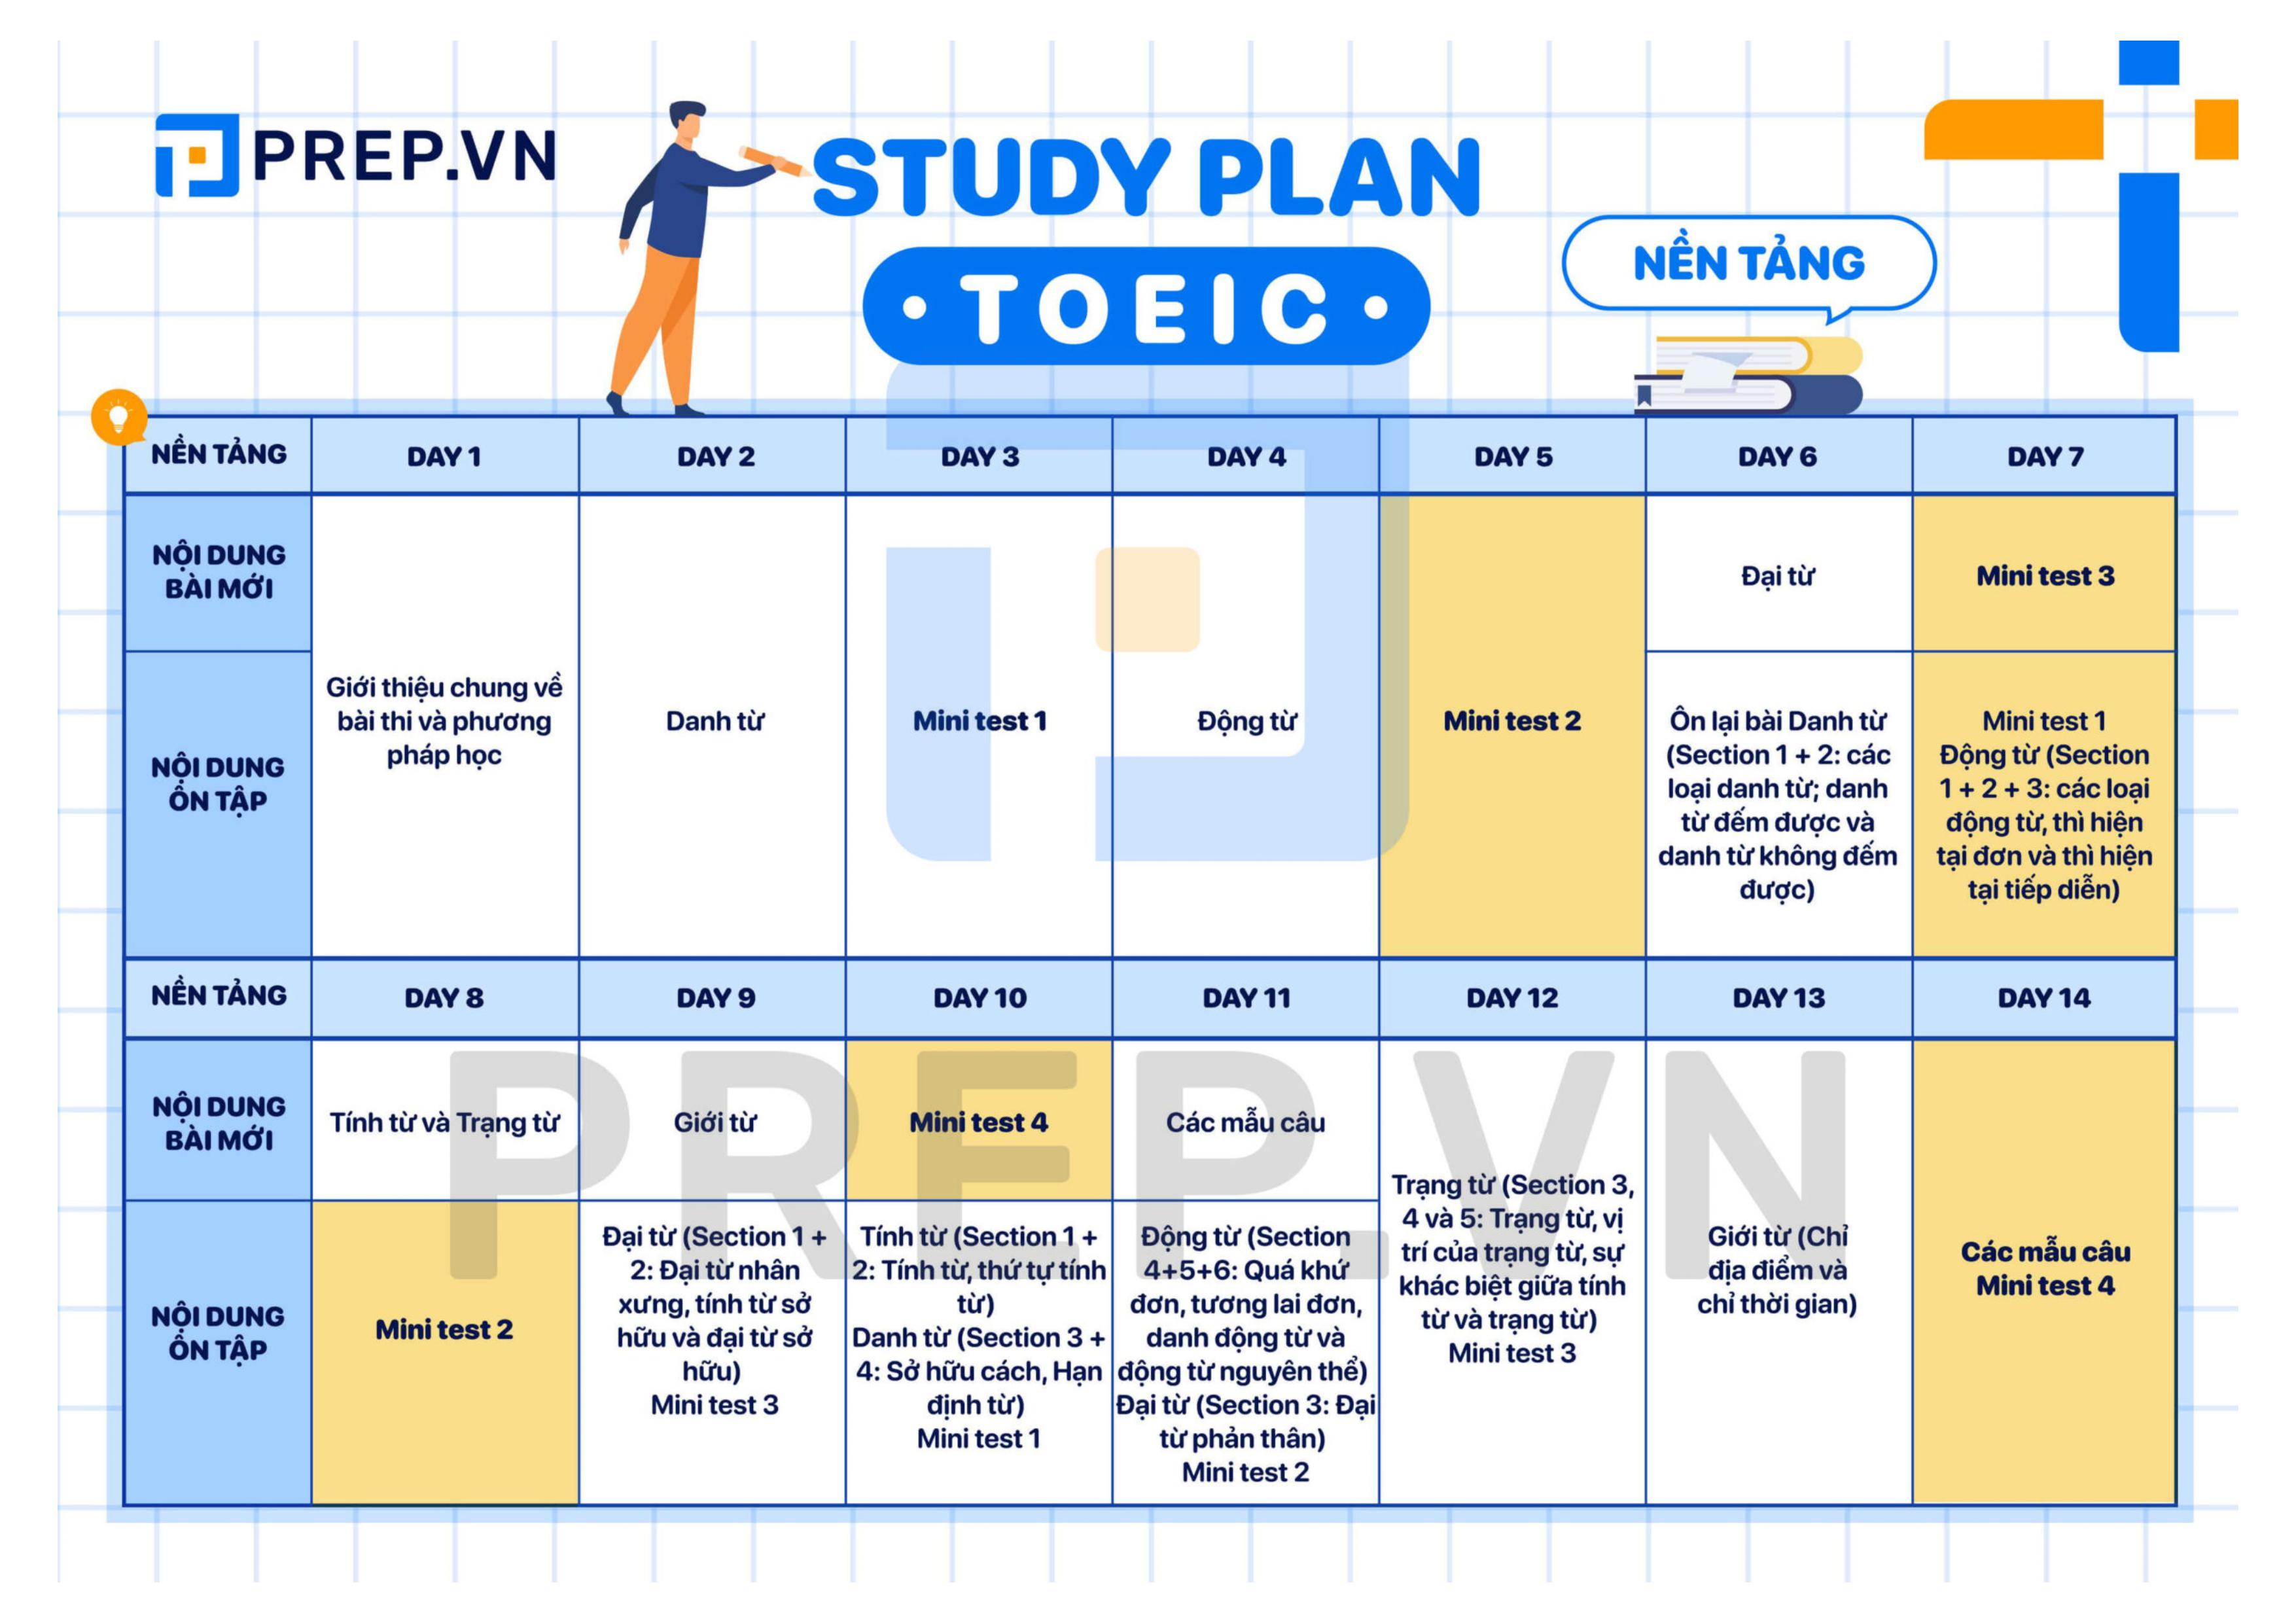 PREP.VN
STUDY PLAN
• TOEIC •
NỀN TẢNG
NỀN TẢNG
DAY 1
DAY 2
DAY 3
DAY 4
DAY 5
DAY 6
DAY 7
NỘI DUNG
BÀI MỚI
Đại từ
Mini test 3
NỘI DUNG
ÔN TẬP
Giới thiệu chung về
bài thi và phương
pháp học
Danh từ
Mini test 1
Động từ
Mini test 2
Ôn lại bài Danh từ
(Section 1 + 2: các
loại danh từ; danh
từ đếm được và
danh từ không đếm
được)
Mini test 1
Động từ (Section
1 + 2 + 3: các loại
động từ, thì hiện
tại đơn và thì hiện
tại tiếp diễn)
NỀN TẢNG
DAY 8
DAY 9
DAY 10
DAY 11
DAY 12
DAY 13
DAY 14
NỘI DUNG
BÀI MỚI
Tính từ và Trạng từ
Giới từ
Mini test 4
Các mẫu câu
NỘI DUNG
ÔN TẬP
Mini test 2
Đại từ (Section 1 +
2: Đại từ nhân
xưng, tính từ sở
hữu và đại từ sở
hữu)
Mini test 3
Tính từ (Section 1 +
2: Tính từ, thứ tự tính
từ)
Danh từ (Section 3 +
4: Sở hữu cách, Hạn
định từ)
Mini test 1
Động từ (Section
4+5+6: Quá khứ
đơn, tương lai đơn,
danh động từ và
động từ nguyên thể)
Đại từ (Section 3: Đại
từ phản thân)
Mini test 2
Trạng từ (Section 3,
4 và 5: Trạng từ, vị
trí của trạng từ, sự
khác biệt giữa tính
từ và trạng từ)
Mini test 3
Giới từ (Chỉ
địa điểm và
chỉ thời gian)
Các mẫu câu
Mini test 4
PREP.VN